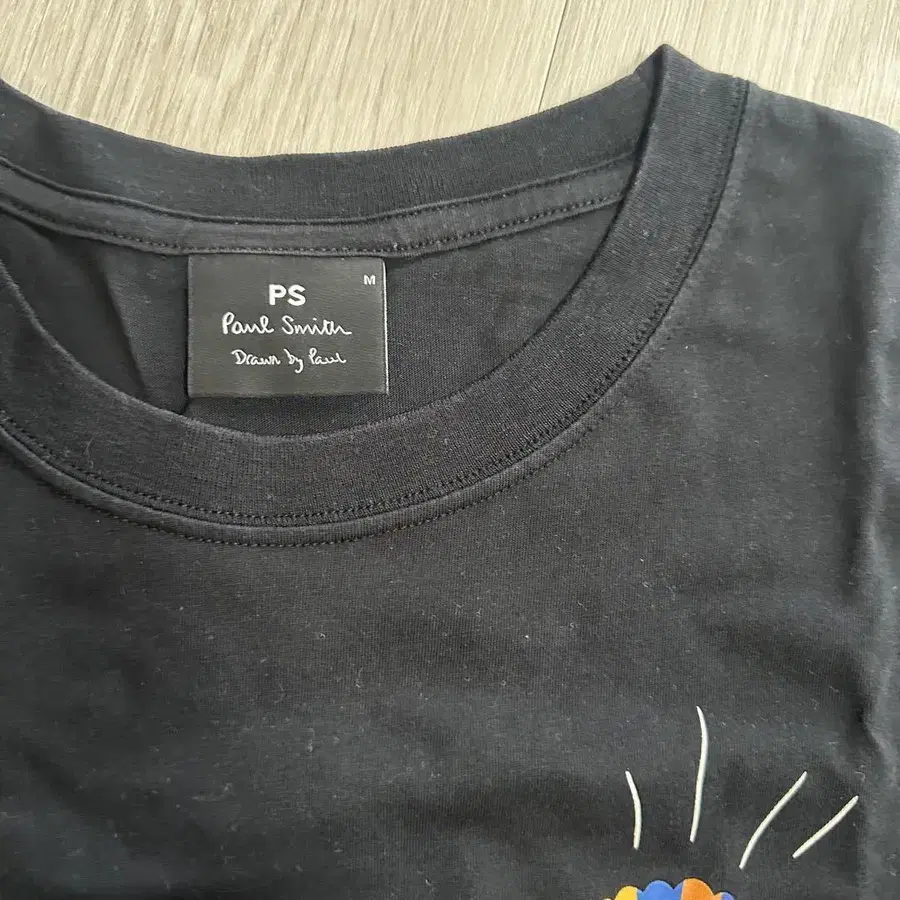 M
PS
Paul Smith
Drawn by Paul